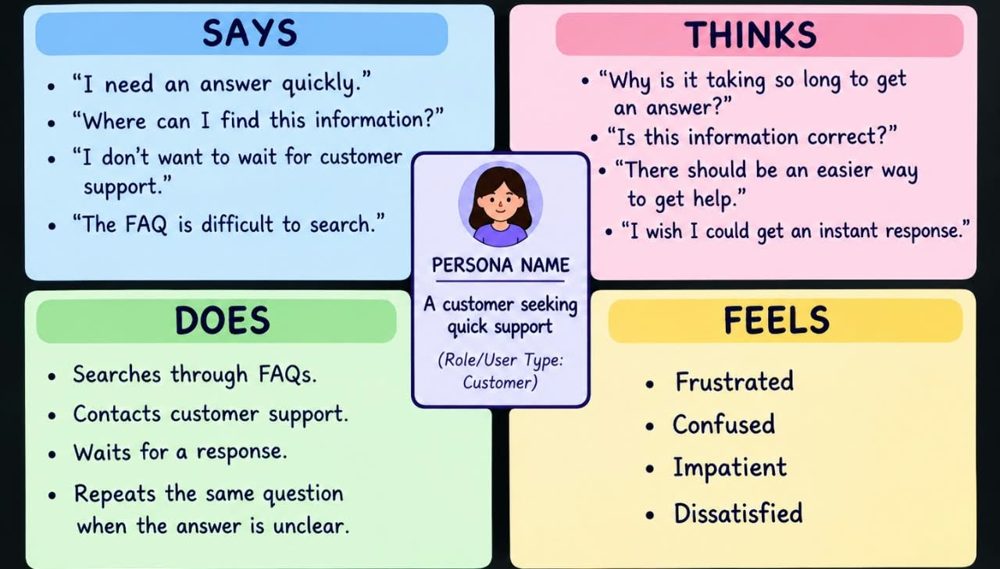 SAYS
• “I need an answer quickly.”
• “Where can I find this information?”
• “I don’t want to wait for customer
support.”
• “The FAQ is difficult to search.”
THINKS
• “Why is it taking so long to get
an answer?”
• “Is this information correct?”
• “There should be an easier way
to get help.”
• “I wish I could get an instant response.”
PERSONA NAME
A customer seeking
quick support
(Role/User Type:
Customer)
DOES
• Searches through FAQs.
• Contacts customer support.
• Waits for a response.
• Repeats the same question
when the answer is unclear.
FEELS
• Frustrated
• Confused
• Impatient
• Dissatisfied